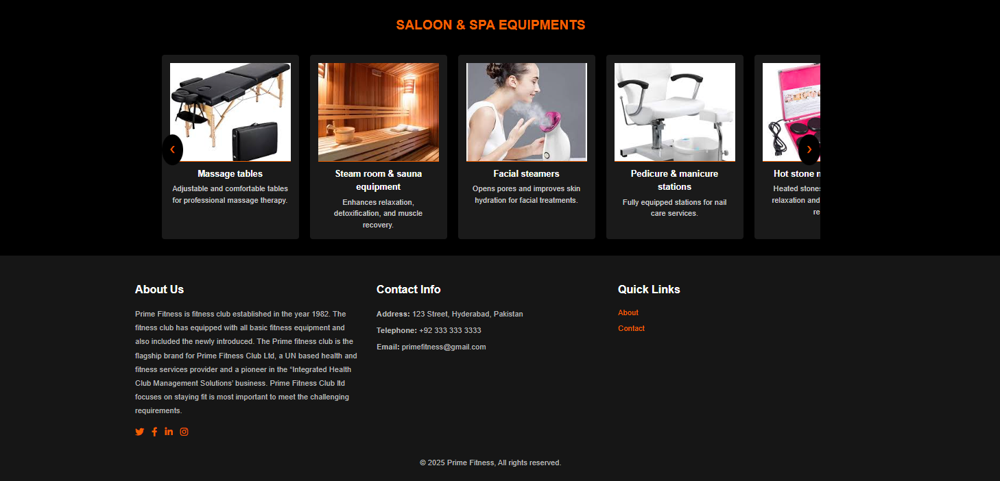 SALOON & SPA EQUIPMENTS
Massage tables
Adjustable and comfortable tables
for professional massage therapy.
Steam room & sauna
equipment
Enhances relaxation,
detoxification, and muscle
recovery.
Facial steamers
Opens pores and improves skin
hydration for facial treatments.
Pedicure & manicure
stations
Fully equipped stations for nail
care services.
Hot stone
Heated stones
relaxation and
re
About Us
Prime Fitness is fitness club established in the year 1982. The
fitness club has equipped with all basic fitness equipment and
also included the newly introduced. The Prime fitness club is the
flagship brand for Prime Fitness Club Ltd, a UN based health and
fitness services provider and a pioneer in the “Integrated Health
Club Management Solutions’ business. Prime Fitness Club ltd
focuses on staying fit is most important to meet the challenging
requirements.
Contact Info
Address: 123 Street, Hyderabad, Pakistan
Telephone: +92 333 333 3333
Email: primefitness@gmail.com
Quick Links
About
Contact
© 2025 Prime Fitness, All rights reserved.